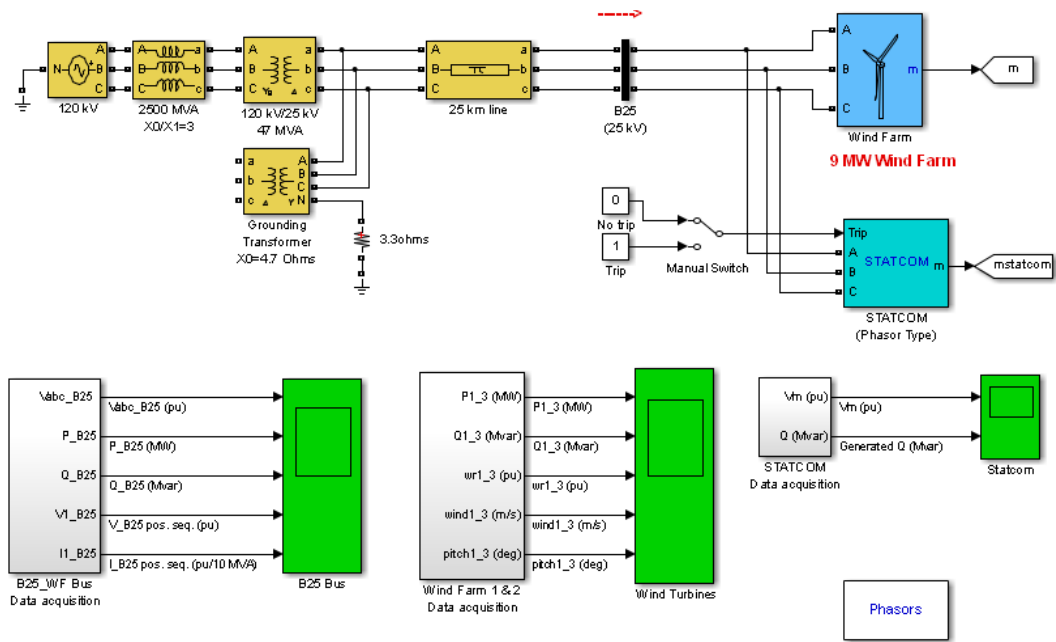 A
B
C
N
120 kV
A
B
C
a
b
c
2500 MVA
X0/X1=3
A
B
C
a
b
c
Yg
Δ
120 kV/25 kV
47 MVA
A
B
C
a
b
c
25 km line
B25
(25 kV)
A
B
C
m
Wind Farm
9 MW Wind Farm
m
a
b
c
A
B
C
N
Δ
Y
Grounding
Transformer
X0=4.7 Ohms
3.3ohms
0
No trip
1
Trip
Manual Switch
Trip
A
B
C
STATCOM
m
STATCOM
(Phasor Type)
mstatcom
Vabc_B25
P_B25
Q_B25
V1_B25
I1_B25
Vabc_B25 (pu)
P_B25 (MW)
Q_B25 (Mvar)
V_B25 pos. seq. (pu)
I_B25 pos. seq. (pu/10 MVA)
B25_WF Bus
Data acquisition
B25 Bus
P1_3 (MW)
Q1_3 (Mvar)
wr1_3 (pu)
wind1_3 (m/s)
pitch1_3 (deg)
P1_3 (MW)
Q1_3 (Mvar)
wr1_3 (pu)
wind1_3 (m/s)
pitch1_3 (deg)
Wind Farm 1 &2
Data acquisition
Wind Turbines
Vm (pu)
Q (Mvar)
Vm (pu)
Generated Q (Mvar)
STATCOM
Data acquisition
Statcom
Phasors